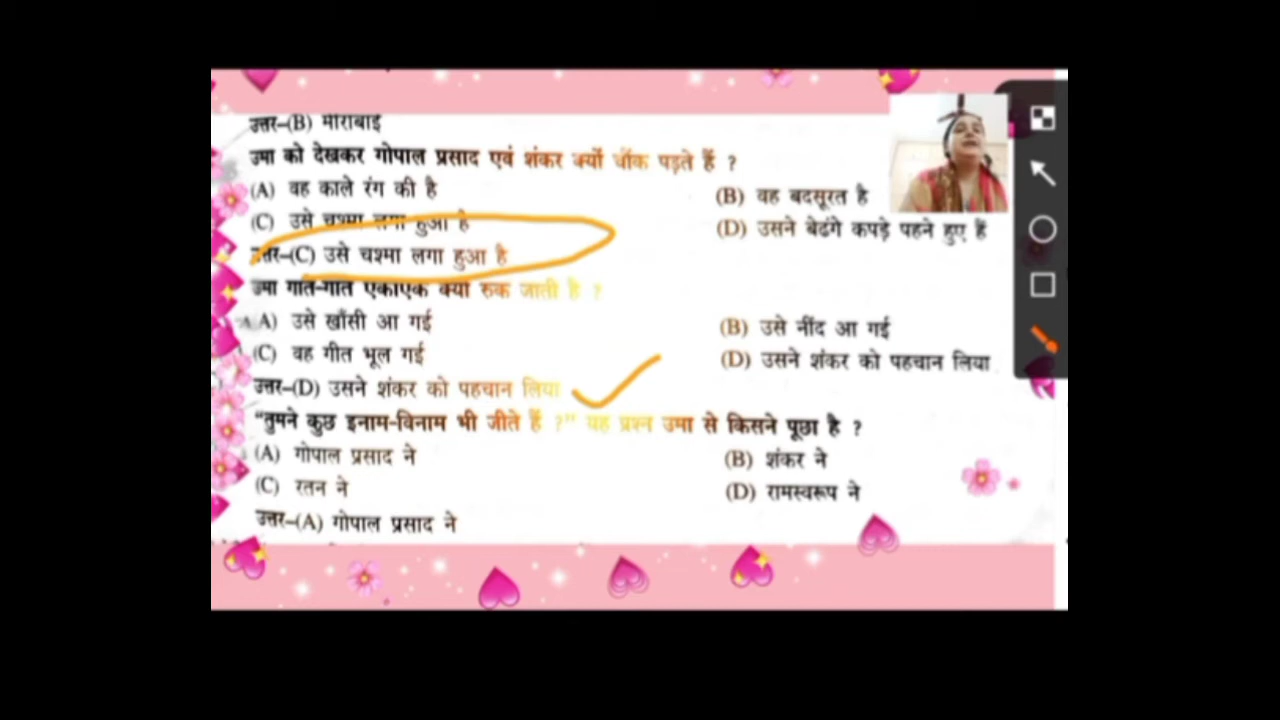 उत्तर–(B) मीराबाई
उमा को देखकर गोपाल प्रसाद एवं शंकर क्यों चौंक पड़ते हैं ?
(A) वह काले रंग की है
(B) वह बदसूरत है
(C) उसे चश्मा लगा हुआ है
(D) उसने बेढंगे कपड़े पहने हुए हैं
उत्तर–(C) उसे चश्मा लगा हुआ है
उमा गाते-गाते एकाएक क्यों रुक जाती है ?
(A) उसे खाँसी आ गई
(B) उसे नींद आ गई
(C) वह गीत भूल गई
(D) उसने शंकर को पहचान लिया
उत्तर–(D) उसने शंकर को पहचान लिया
“तुमने कुछ इनाम-विनाम भी जीते हैं ?” यह प्रश्न उमा से किसने पूछा है ?
(A) गोपाल प्रसाद ने
(B) शंकर ने
(C) रतन ने
(D) रामस्वरूप ने
उत्तर–(A) गोपाल प्रसाद ने